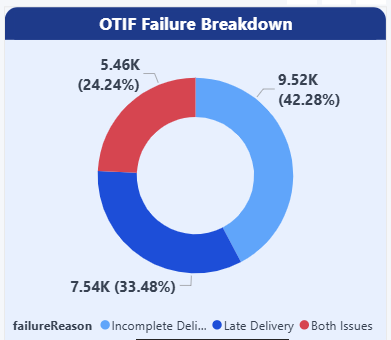 OTIF Failure Breakdown
5.46K
(24.24%)
9.52K
(42.28%)
7.54K (33.48%)
failureReason Incomplete Deli... Late Delivery Both Issues